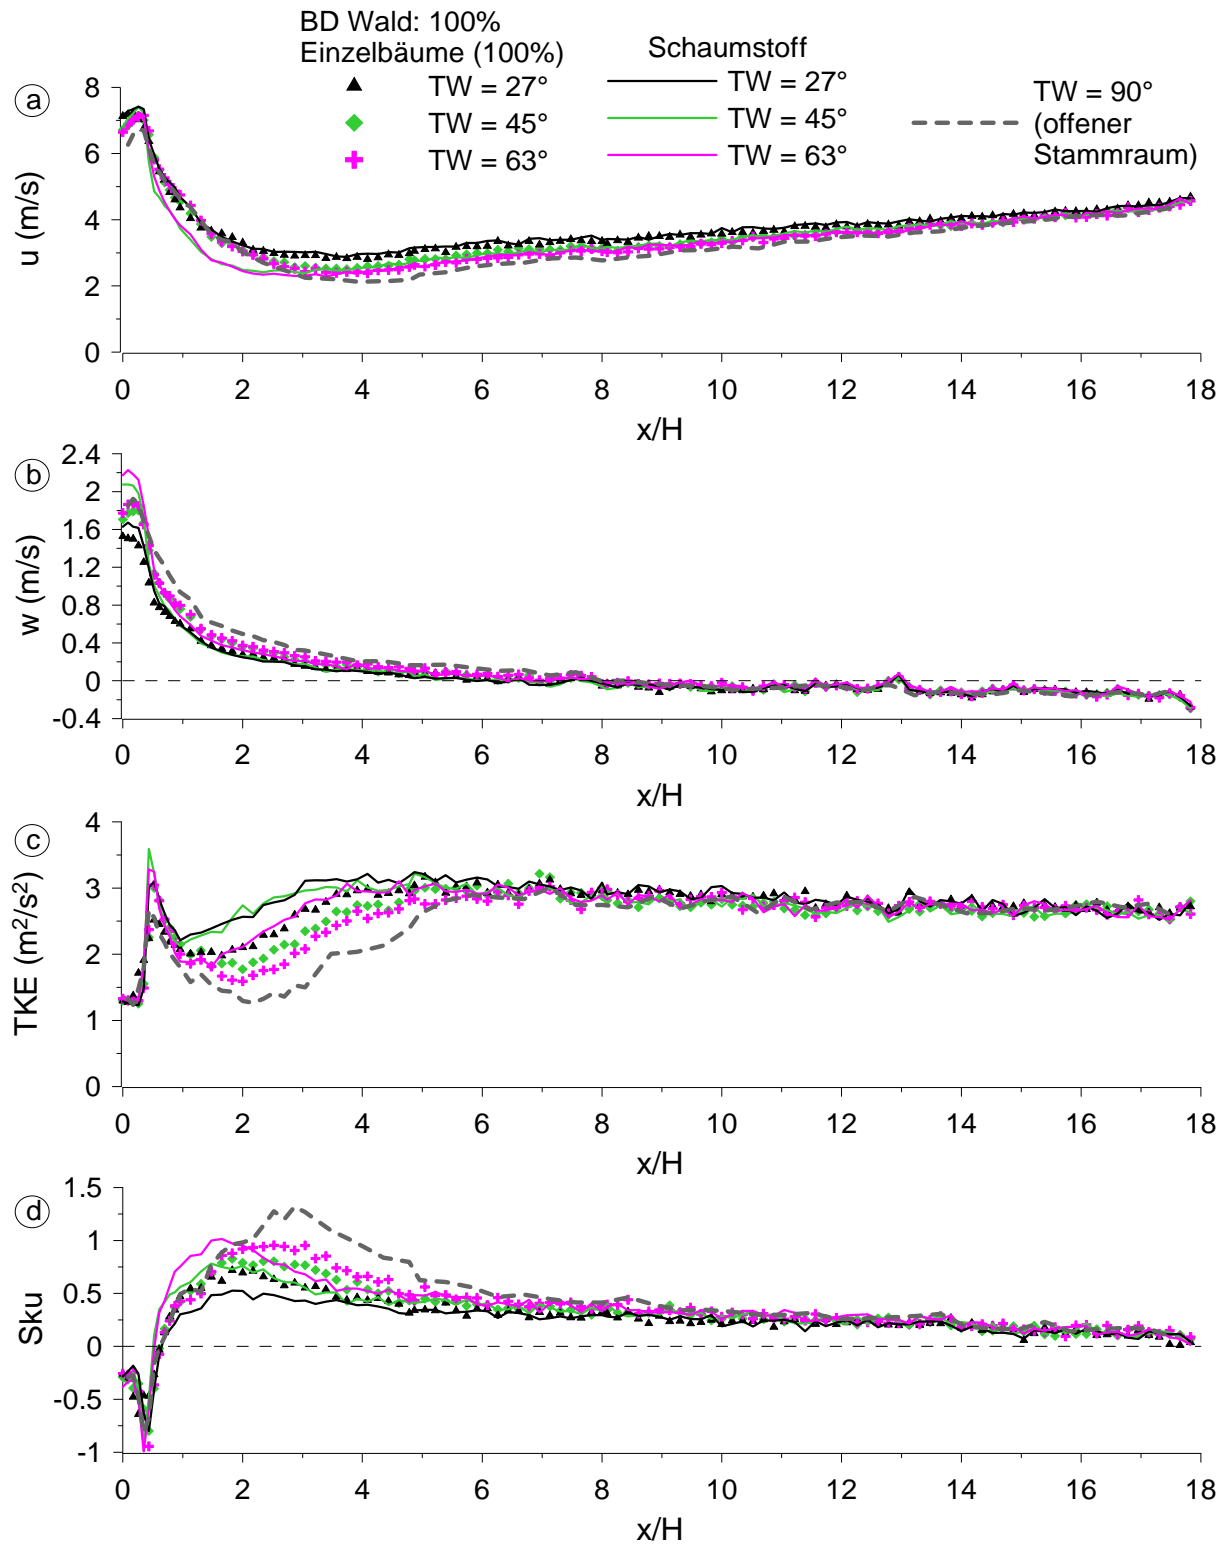 BD Wald: 100%
Einzelbäume (100%)
TW = 27°
TW = 45°
TW = 63°
Schaumstoff
TW = 27°
TW = 45°
TW = 63°
TW = 90°
(offener
Stammraum)
a
u (m/s)
8
6
4
2
0
0 2 4 6 8 10 12 14 16 18
x/H
b
w (m/s)
2.4
2
1.6
1.2
0.8
0.4
0
-0.4
0 2 4 6 8 10 12 14 16 18
x/H
c
TKE (m²/s²)
4
3
2
1
0
0 2 4 6 8 10 12 14 16 18
x/H
d
Sku
1.5
1
0.5
0
-0.5
-1
0 2 4 6 8 10 12 14 16 18
x/H